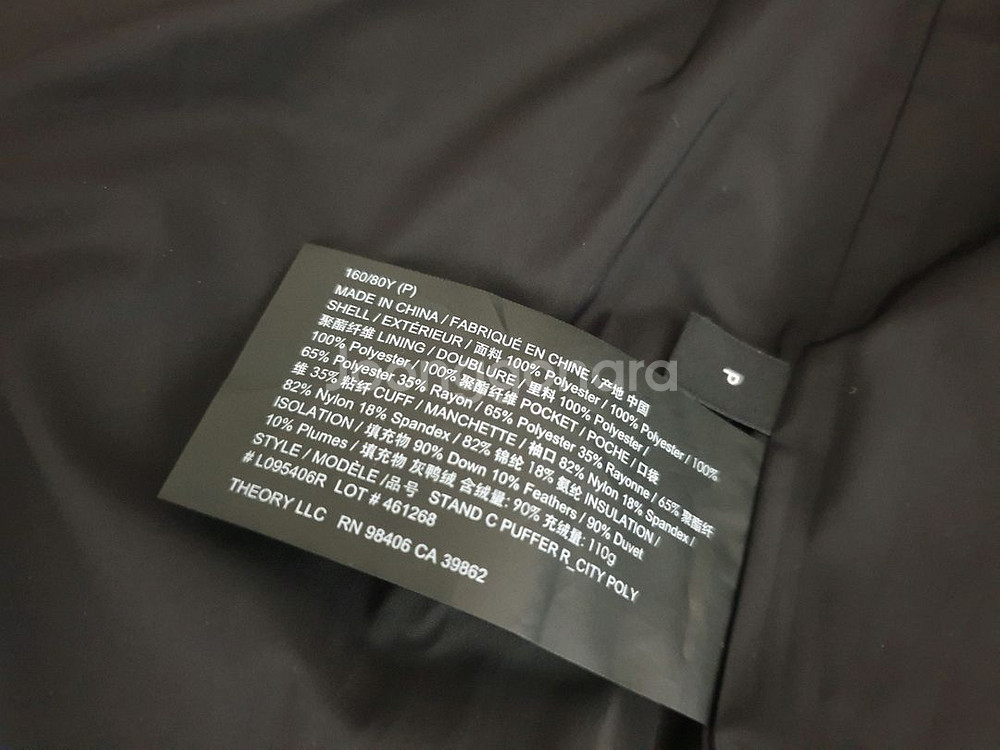 160/80Y (P)
MADE IN CHINA / FABRIQUÉ EN CHINE / 产地 中国
SHELL / EXTÉRIEUR / 面料 100% Polyester / 100% Polyester / 100%
聚酯纤维 LINING / DOUBLURE / 里料 100% Polyester /
100% Polyester / 100% 聚酯纤维 POCKET / POCHE / 口袋
65% Polyester 35% Rayon / 65% Polyester 35% Rayonne / 65% 聚酯纤
维 35% 粘纤 CUFF / MANCHETTE / 袖口 82% Nylon 18% Spandex /
82% Nylon 18% Spandex / 82% 锦纶 18% 氨纶 INSULATION /
ISOLATION / 填充物 90% Down 10% Feathers / 90% Duvet
10% Plumes / 填充物 灰鸭绒 含绒量: 90% 充绒量: 110g
STYLE / MODÈLE /品号 STAND C PUFFER R_CITY POLY
# L095406R LOT # 461268
THEORY LLC RN 98406 CA 39862
P